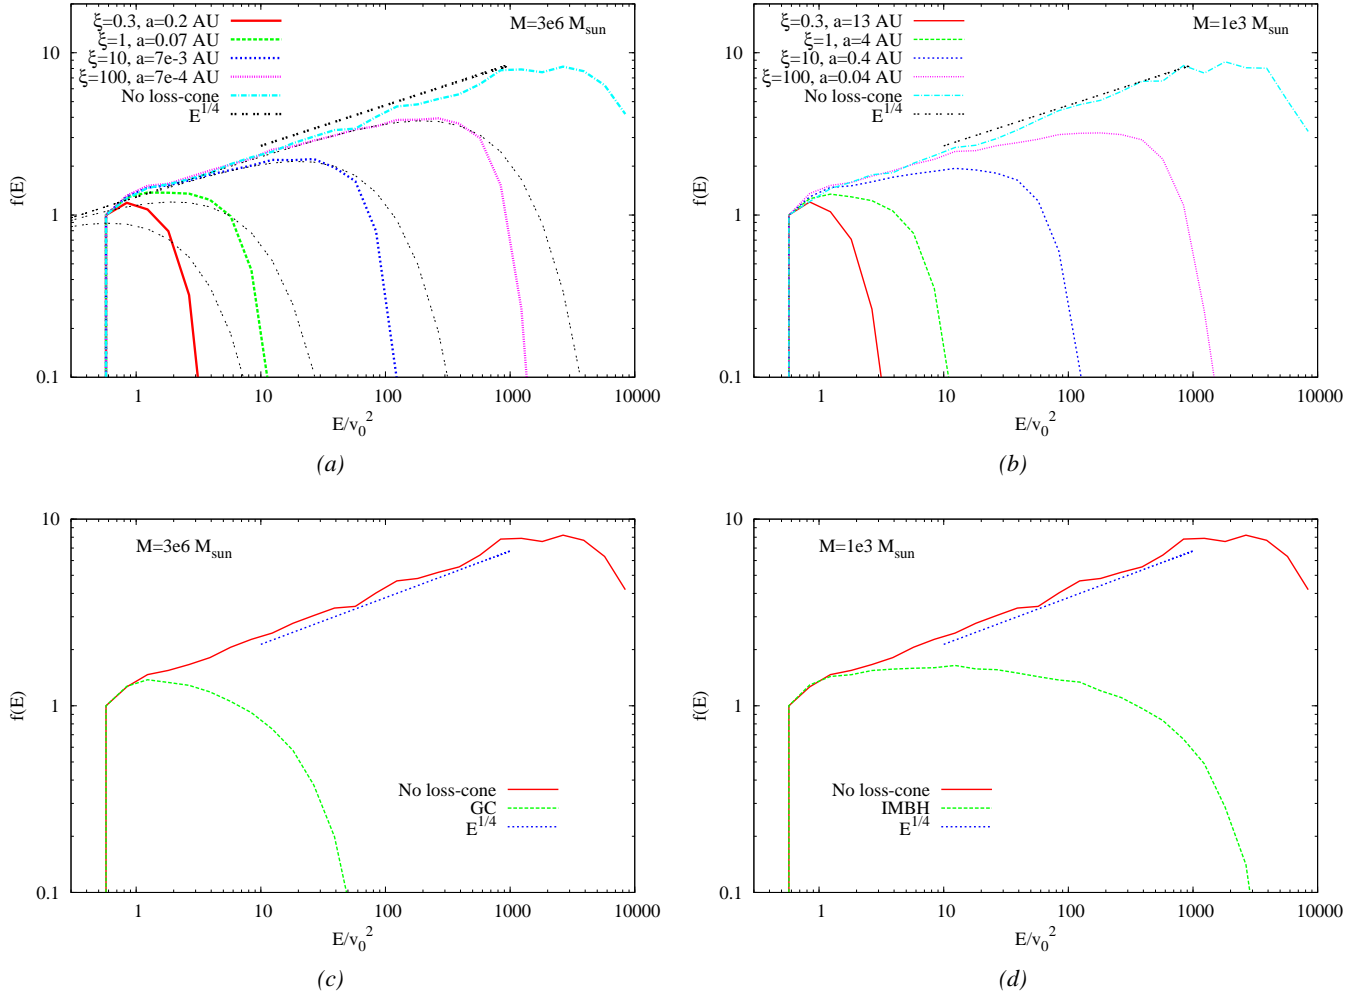 ξ=0.3, a=0.2 AU
ξ=1, a=0.07 AU
ξ=10, a=7e-3 AU
ξ=100, a=7e-4 AU
No loss-cone
E^1/4
M=3e6 M_sun
10
1
0.1
f(E)
1 10 100 1000 10000
E/v_0^2
(a)
ξ=0.3, a=13 AU
ξ=1, a=4 AU
ξ=10, a=0.4 AU
ξ=100, a=0.04 AU
No loss-cone
E^1/4
M=1e3 M_sun
10
1
0.1
f(E)
1 10 100 1000 10000
E/v_0^2
(b)
M=3e6 M_sun
10
1
0.1
f(E)
No loss-cone
GC
E^1/4
1 10 100 1000 10000
E/v_0^2
(c)
M=1e3 M_sun
10
1
0.1
f(E)
No loss-cone
IMBH
E^1/4
1 10 100 1000 10000
E/v_0^2
(d)